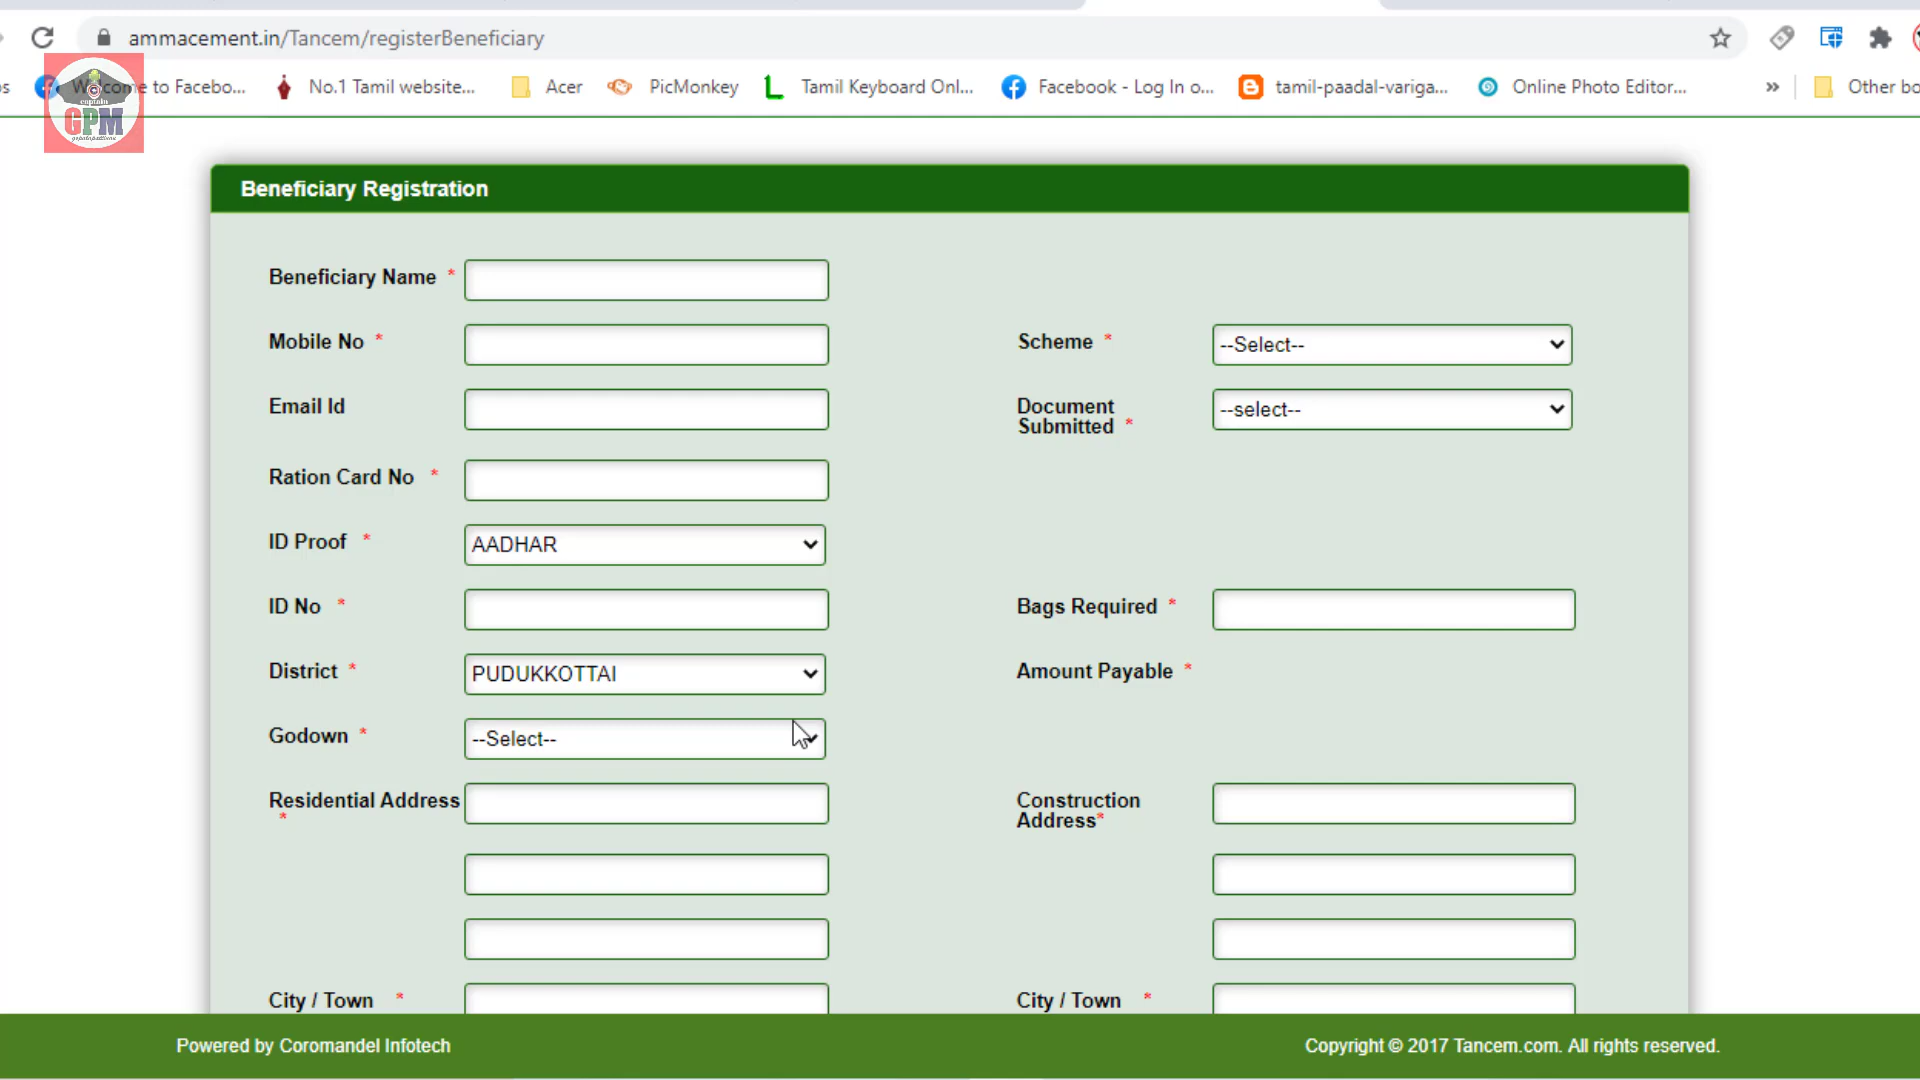 ammacement.in/Tancem/registerBeneficiary
to Facebo... No.1 Tamil website... Acer PicMonkey Tamil Keyboard Onl... Facebook - Log In o... tamil-paadal-variga... Online Photo Editor... » Other bo
captain
GPM
Beneficiary Registration
Beneficiary Name *
Mobile No * Scheme * --Select--
Email Id Document Submitted * --select--
Ration Card No *
ID Proof * AADHAR
ID No * Bags Required *
District * PUDUKKOTTAI Amount Payable *
Godown * --Select--
Residential Address * Construction Address*
City / Town * City / Town *
Powered by Coromandel Infotech Copyright © 2017 Tancem.com. All rights reserved.